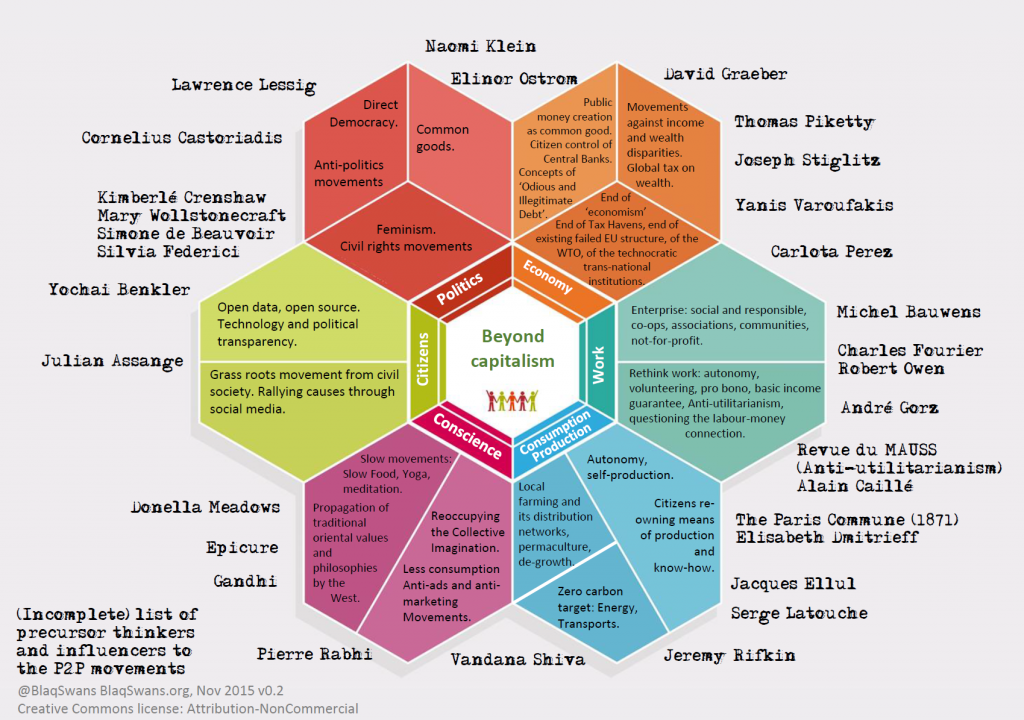 Naomi Klein
Elinor Ostrom
Lawrence Lessig
Cornelius Castoriadis
Kimberlé Crenshaw
Mary Wollstonecraft
Simone de Beauvoir
Silvia Federici
Yochai Benkler
Julian Assange
David Graeber
Thomas Piketty
Joseph Stiglitz
Yanis Varoufakis
Carlota Perez
Direct
Democracy.
Anti-politics
movements
Common
goods.
Feminism.
Civil rights movements
Politics
Public
money creation
as common good.
Citizen control of
Central Banks.
Concepts of
‘Odious and
Illegitimate
Debt’.
Movements
against income
and wealth
disparities.
Global tax on
wealth.
End of
‘economism’
End of Tax Havens, end of
existing failed EU structure, of the
WTO, of the technocratic
trans-national
institutions.
Economy
Open data, open source.
Technology and political
transparency.
Grass roots movement from civil
society. Rallying causes through
social media.
Citizens
Beyond
capitalism
Work
Enterprise: social and responsible,
co-ops, associations, communities,
not-for-profit.
Rethink work: autonomy,
volunteering, pro bono, basic income
guarantee, Anti-utilitarianism,
questioning the labour-money
connection.
Michel Bauwens
Charles Fourier
Robert Owen
André Gorz
Revue du MAUSS
(Anti-utilitarianism)
Alain Caillé
Conscience
Slow movements:
Slow Food, Yoga,
meditation.
Propagation of
traditional
oriental values
and
philosophies
by the
West.
Reoccupying
the Collective
Imagination.
Less consumption
Anti-ads and anti-
marketing
Movements.
Consumption
Production
Local
farming and
its distribution
networks,
permaculture,
de-growth.
Autonomy,
self-production.
Citizens re-
owning means
of production
and
know-how.
Zero carbon
target: Energy,
Transports.
Donella Meadows
Epicure
Gandhi
Pierre Rabhi
Vandana Shiva
The Paris Commune (1871)
Elisabeth Dmitrieff
Jacques Ellul
Serge Latouche
Jeremy Rifkin
(Incomplete) list of
precursor thinkers
and influencers to
the P2P movements
@BlaqSwans BlaqSwans.org, Nov 2015 v0.2
Creative Commons license: Attribution-NonCommercial